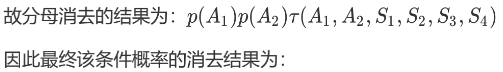 故分母消去的结果为：p(A₁)p(A₂)τ(A₁, A₂, S₁, S₂, S₃, S₄)
因此最终该条件概率的消去结果为：